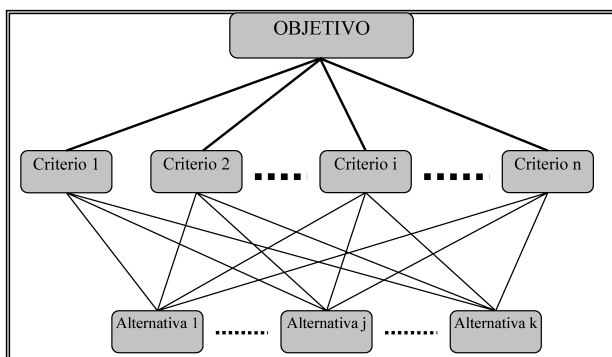 OBJETIVO
Criterio 1
Criterio 2
Criterio i
Criterio n
Alternativa 1
Alternativa j
Alternativa k